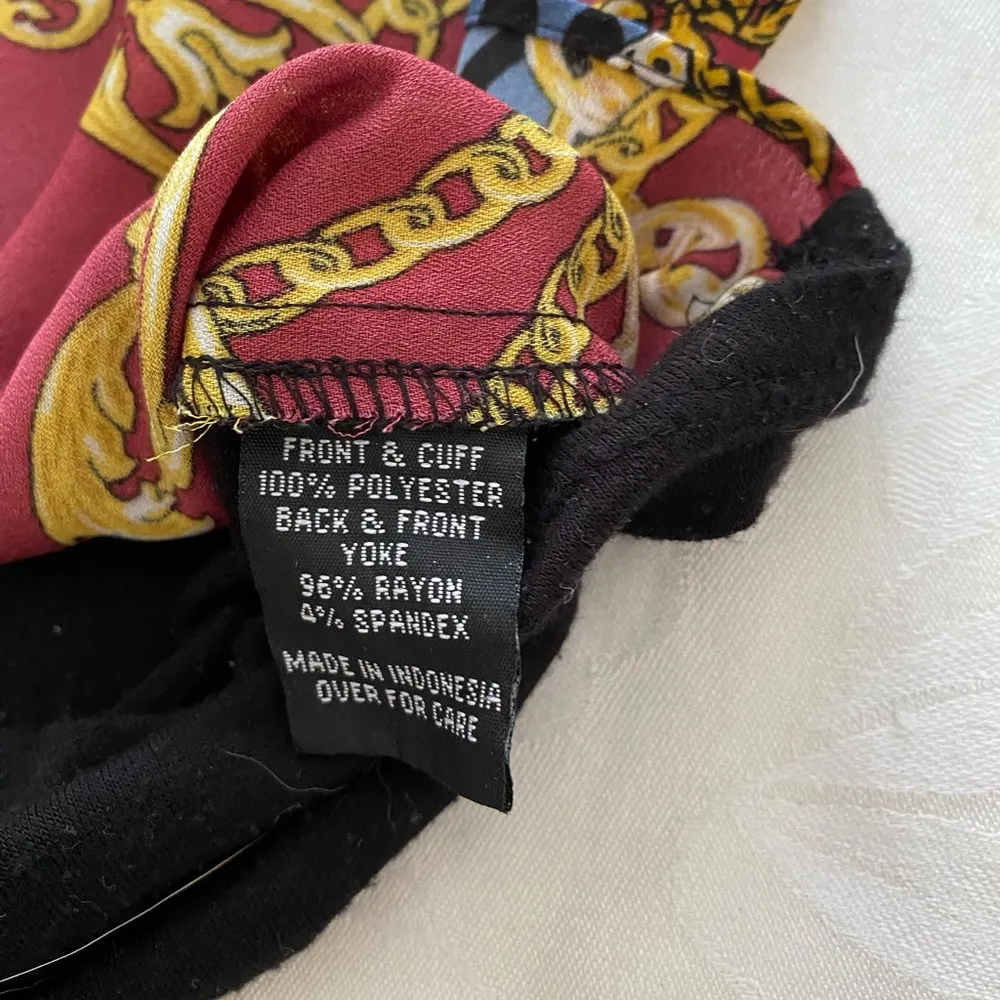 FRONT & CUFF
100% POLYESTER
BACK & FRONT
YOKE
96% RAYON
4% SPANDEX
MADE IN INDONESIA
OVER FOR CARE